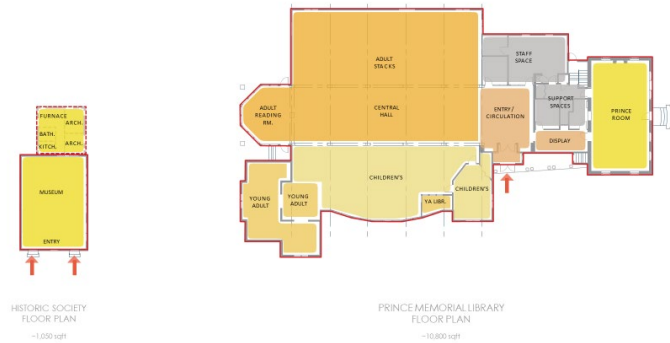 ADULT
STACKS
STAFF
SPACE
FURNACE
ARCH.
BATH.
KITCH.
ARCH.
ADULT
READING
RM.
CENTRAL
HALL
ENTRY/
CIRCULATION
SUPPORT
SPACES
PRINCE
ROOM
DISPLAY
MUSEUM
ENTRY
CHILDREN'S
CHILDREN'S
YOUNG
ADULT
YOUNG
ADULT
YA LIBR.
HISTORIC SOCIETY
FLOOR PLAN
~1,050 sqft
PRINCE MEMORIAL LIBRARY
FLOOR PLAN
~10,800 sqft